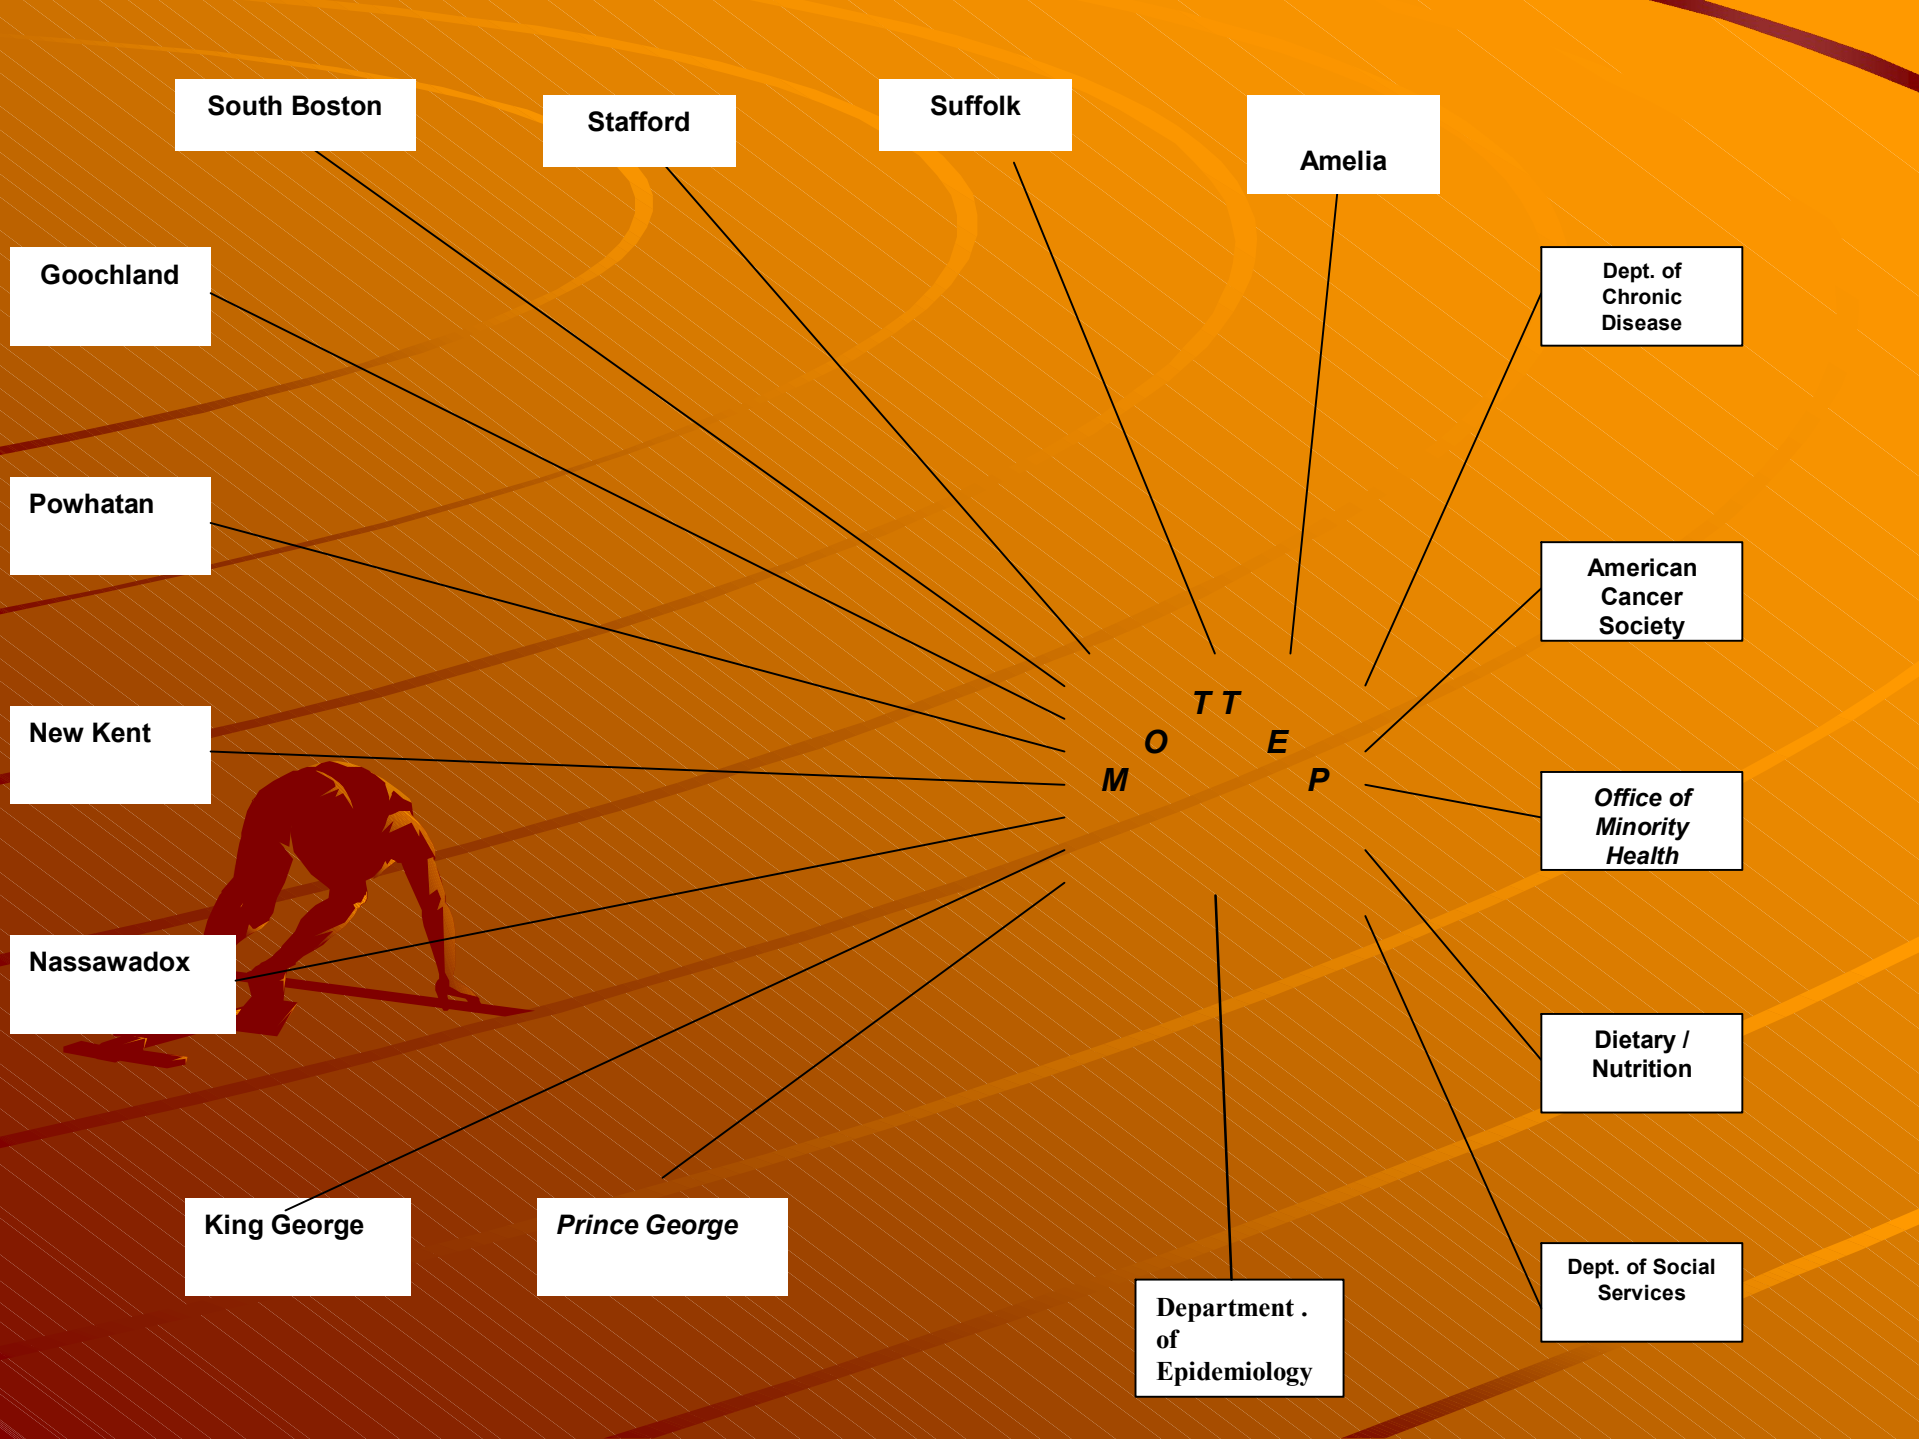 South Boston
Stafford
Suffolk
Amelia
Goochland
Dept. of
Chronic
Disease
Powhatan
American
Cancer
Society
New Kent
M O T T E P
Office of
Minority
Health
Nassawadox
Dietary /
Nutrition
King George
Prince George
Dept. of Social
Services
Department .
of
Epidemiology